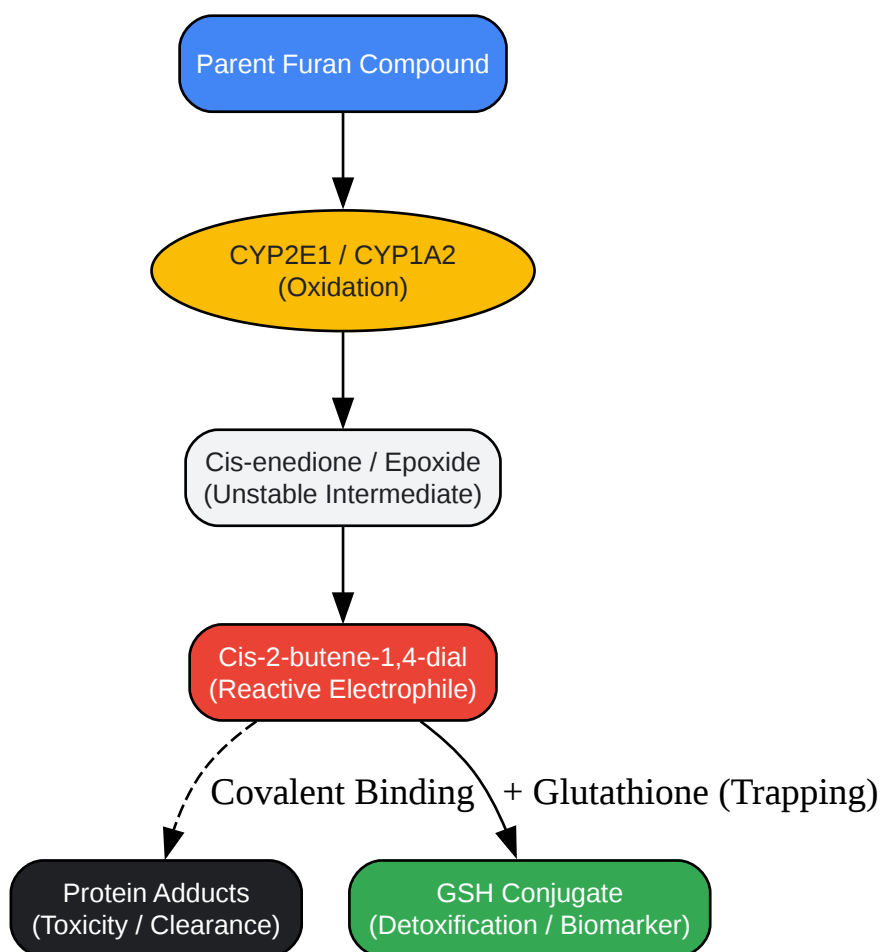 Parent Furan Compound
CYP2E1 / CYP1A2
(Oxidation)
Cis-enedione / Epoxide
(Unstable Intermediate)
Cis-2-butene-1,4-dial
(Reactive Electrophile)
Covalent Binding
+ Glutathione (Trapping)
Protein Adducts
(Toxicity / Clearance)
GSH Conjugate
(Detoxification / Biomarker)